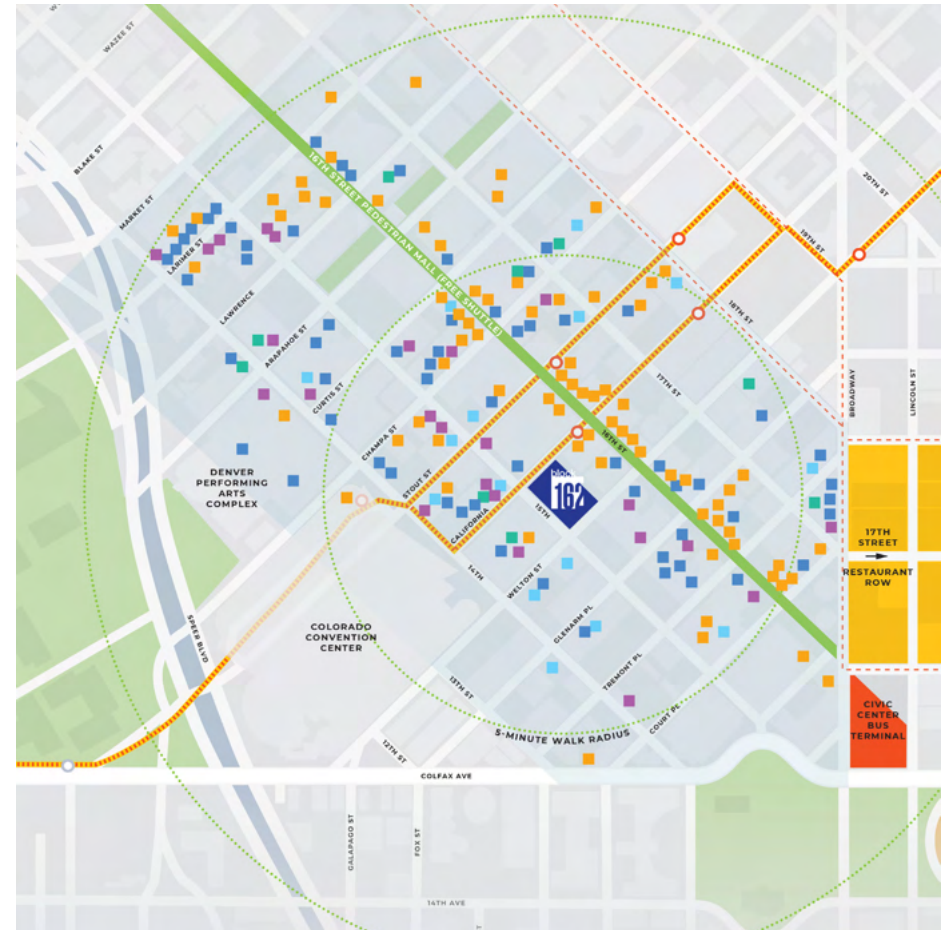 WAZEE ST
BLAKE ST
MARKET ST
LARIMER ST
LAWRENCE
ARAPAHOE ST
CURTIS ST
CHAMPA ST
STOUT ST
CALIFORNIA
16TH STREET PEDESTRIAN MALL (FREE SHUTTLE)
20TH ST
19TH ST
18TH ST
17TH ST
16TH ST
15TH
14TH
BROADWAY
LINCOLN ST
162
WELTON ST
GLENARM PL
TREMONT PL
COURT PL
13TH ST
12TH ST
DENVER
PERFORMING
ARTS
COMPLEX
COLORADO
CONVENTION
CENTER
SPEER BLVD
5-MINUTE WALK RADIUS
17TH
STREET
RESTAURANT
ROW
CIVIC
CENTER
BUS
TERMINAL
COLFAX AVE
GALAPAGO ST
FOX ST
14TH AVE